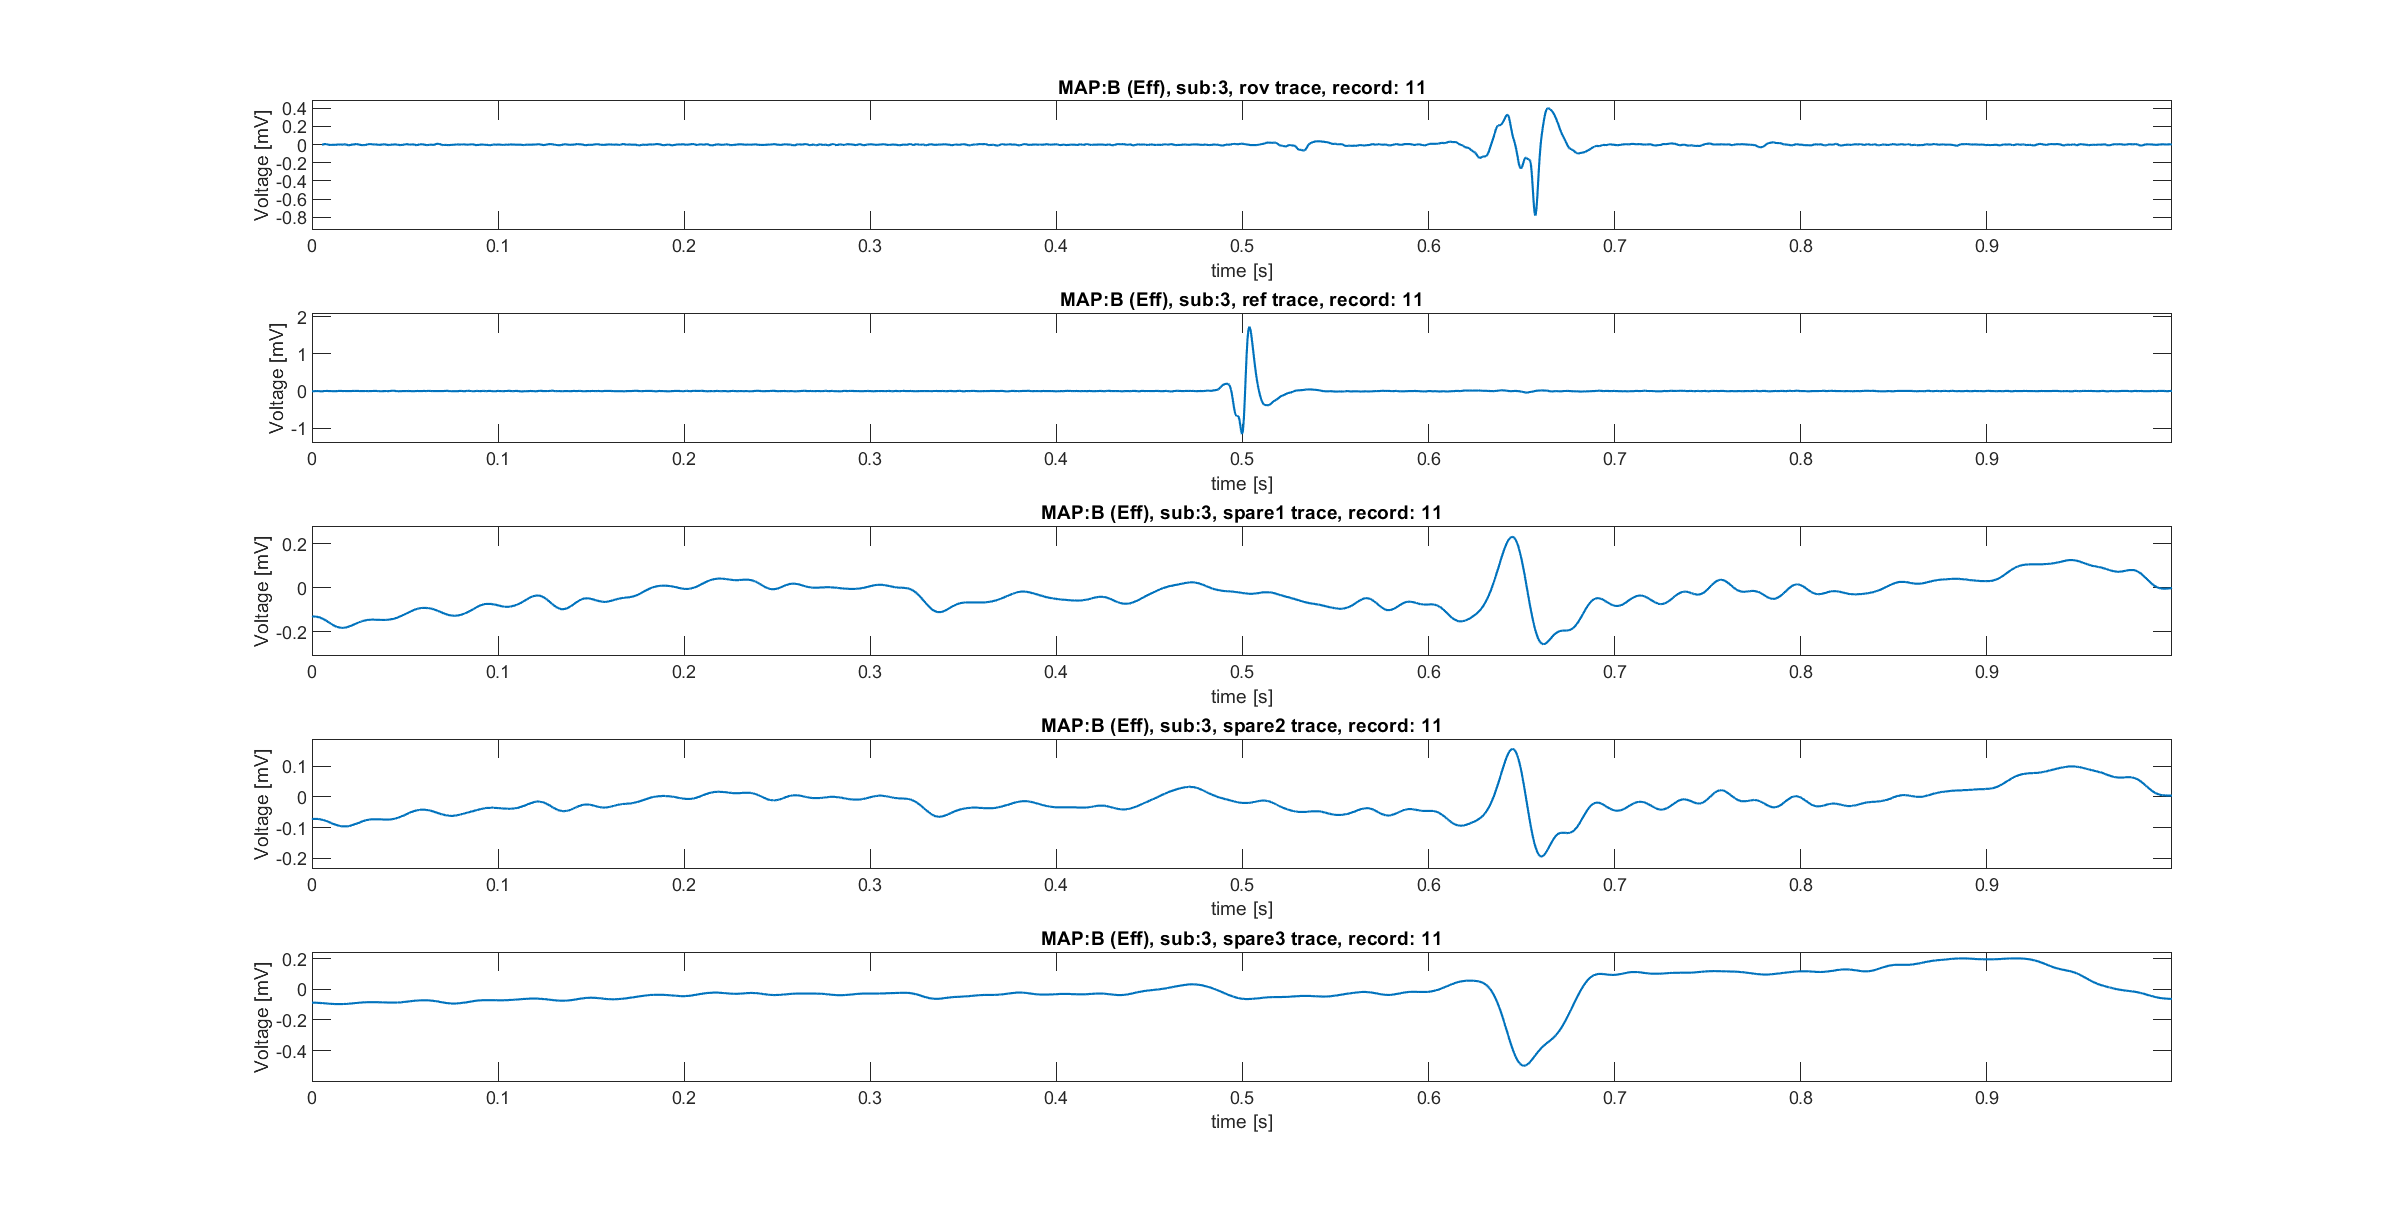 MAP:B (Eff), sub:3, rov trace, record: 11
Voltage [mV]
0.4
0.2
0
-0.2
-0.4
-0.6
-0.8
0 0.1 0.2 0.3 0.4 0.5 0.6 0.7 0.8 0.9
time [s]
MAP:B (Eff), sub:3, ref trace, record: 11
Voltage [mV]
2
1
0
-1
0 0.1 0.2 0.3 0.4 0.5 0.6 0.7 0.8 0.9
time [s]
MAP:B (Eff), sub:3, spare1 trace, record: 11
Voltage [mV]
0.2
0
-0.2
0 0.1 0.2 0.3 0.4 0.5 0.6 0.7 0.8 0.9
time [s]
MAP:B (Eff), sub:3, spare2 trace, record: 11
Voltage [mV]
0.1
0
-0.1
-0.2
0 0.1 0.2 0.3 0.4 0.5 0.6 0.7 0.8 0.9
time [s]
MAP:B (Eff), sub:3, spare3 trace, record: 11
Voltage [mV]
0.2
0
-0.2
-0.4
0 0.1 0.2 0.3 0.4 0.5 0.6 0.7 0.8 0.9
time [s]